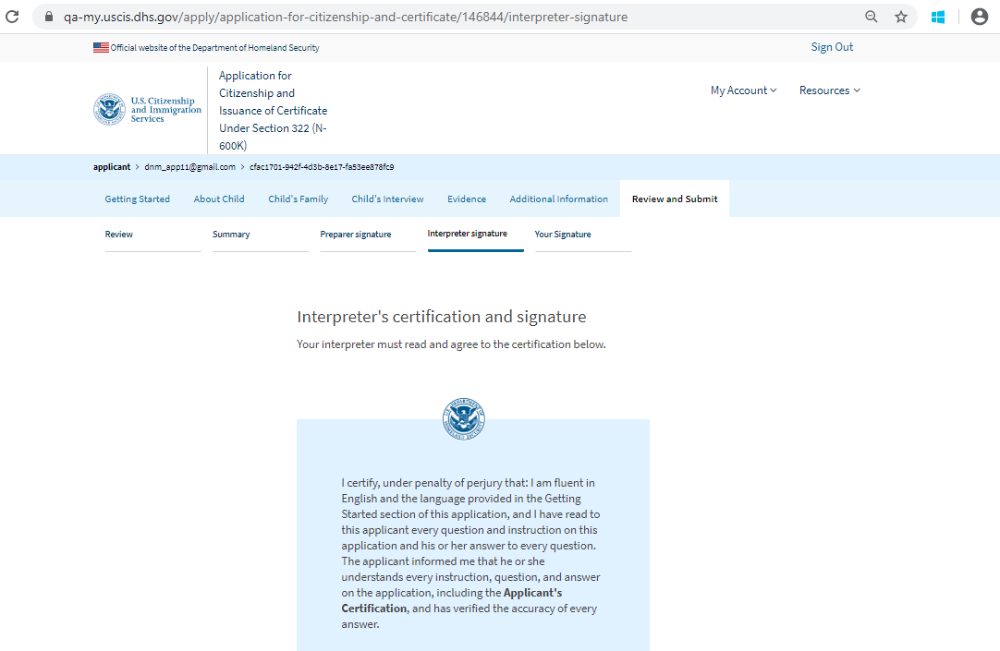 qa-my.uscis.dhs.gov/apply/application-for-citizenship-and-certificate/146844/interpreter-signature
Official website of the Department of Homeland Security
Sign Out
U.S. Citizenship
and Immigration
Services
Application for
Citizenship and
Issuance of Certificate
Under Section 322 (N-
600K)
My Account
Resources
applicant > dnm_app11@gmail.com > cfac1701-942f-4d3b-8e17-fa53ee878fc9
Getting Started About Child Child's Family Child's Interview Evidence Additional Information Review and Submit
Review Summary Preparer signature Interpreter signature Your Signature
Interpreter's certification and signature
Your interpreter must read and agree to the certification below.
U.S. DEPARTMENT OF
HOMELAND SECURITY
I certify, under penalty of perjury that: I am fluent in
English and the language provided in the Getting
Started section of this application, and I have read to
this applicant every question and instruction on this
application and his or her answer to every question.
The applicant informed me that he or she
understands every instruction, question, and answer
on the application, including the Applicant's
Certification, and has verified the accuracy of every
answer.